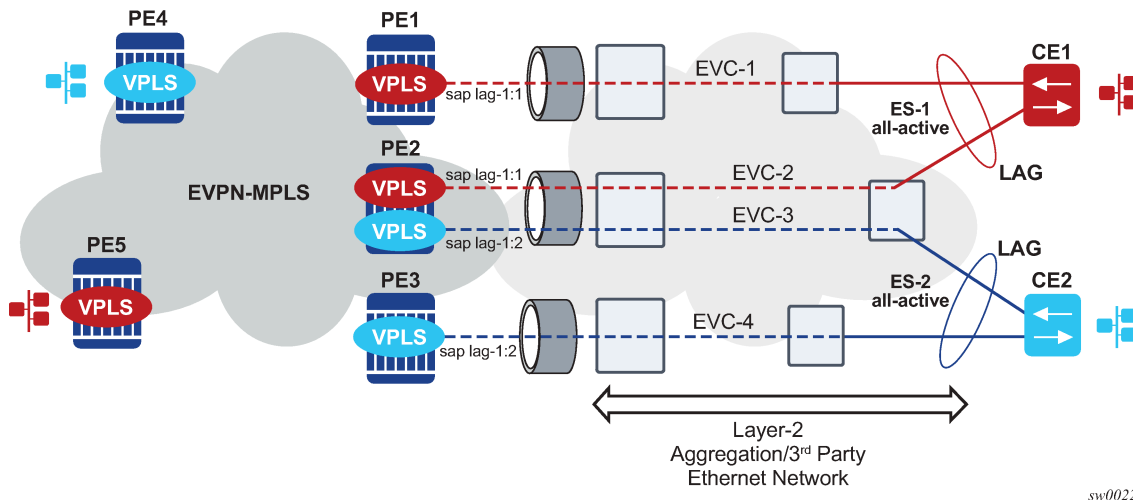 PE4
VPLS
PE1
VPLS
sap lag-1:1
EVC-1
CE1
ES-1
all-active
LAG
EVPN-MPLS
PE2
VPLS
sap lag-1:1
EVC-2
VPLS
sap lag-1:2
EVC-3
PE5
VPLS
PE3
VPLS
sap lag-1:2
EVC-4
LAG
ES-2
all-active
CE2
Layer-2
Aggregation/3rd Party
Ethernet Network